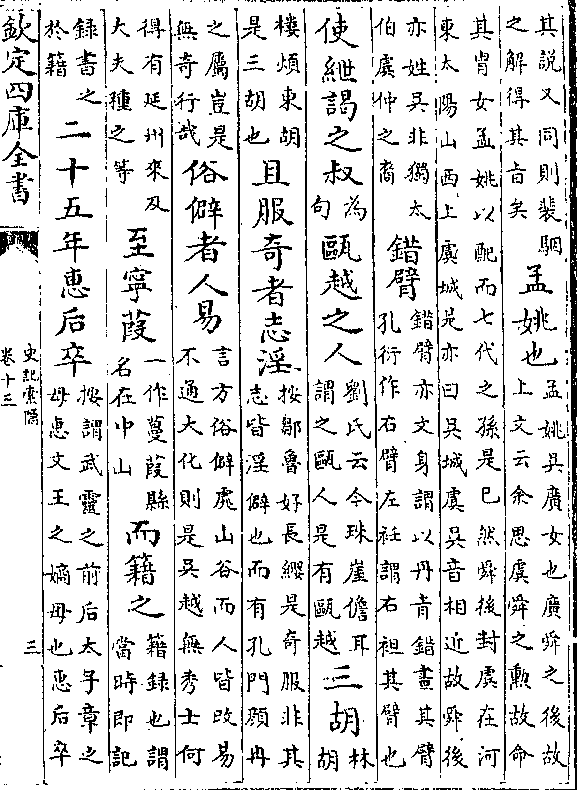 其說又同則裴駰
之解得其旨矣
孟姚也
孟姚吳廣女也廣舜之後故
上文云余思虞舜之勲故命
其胄女孟姚以配而七代之孫是已然舜後封虞在河
東太陽山西上虞城是亦曰吳城虞吳音相近故舜後
亦姓吳非獨太
伯虞仲之裔
錯臂
錯臂亦文身謂以丹青錯畫其臂
孔衍作右臂左衽謂右袒其臂也
使緤謁之叔
為
句
甌越之人
劉氏云今珠崖儋耳
謂之甌人是有甌越
三胡
林
胡
樓煩東胡
是三胡也
且服奇者志淫
按鄒魯好長纓是奇服非其
志皆淫僻也而有孔門顔冉
之屬豈是
無奇行哉
俗僻者人易
言方俗僻處山谷而人皆改易
不通大化則是吳越無秀士何
得有延州來及
大夫種之等
至寧葭
一作蔓葭縣
名在中山
而籍之
籍錄也謂
當時即記
録書之
於籍
二十五年惠后卒
按謂武靈之前后太子章之
母惠文王之嫡母也惠后卒
欽定四庫全書
史記索隱
卷十三
三